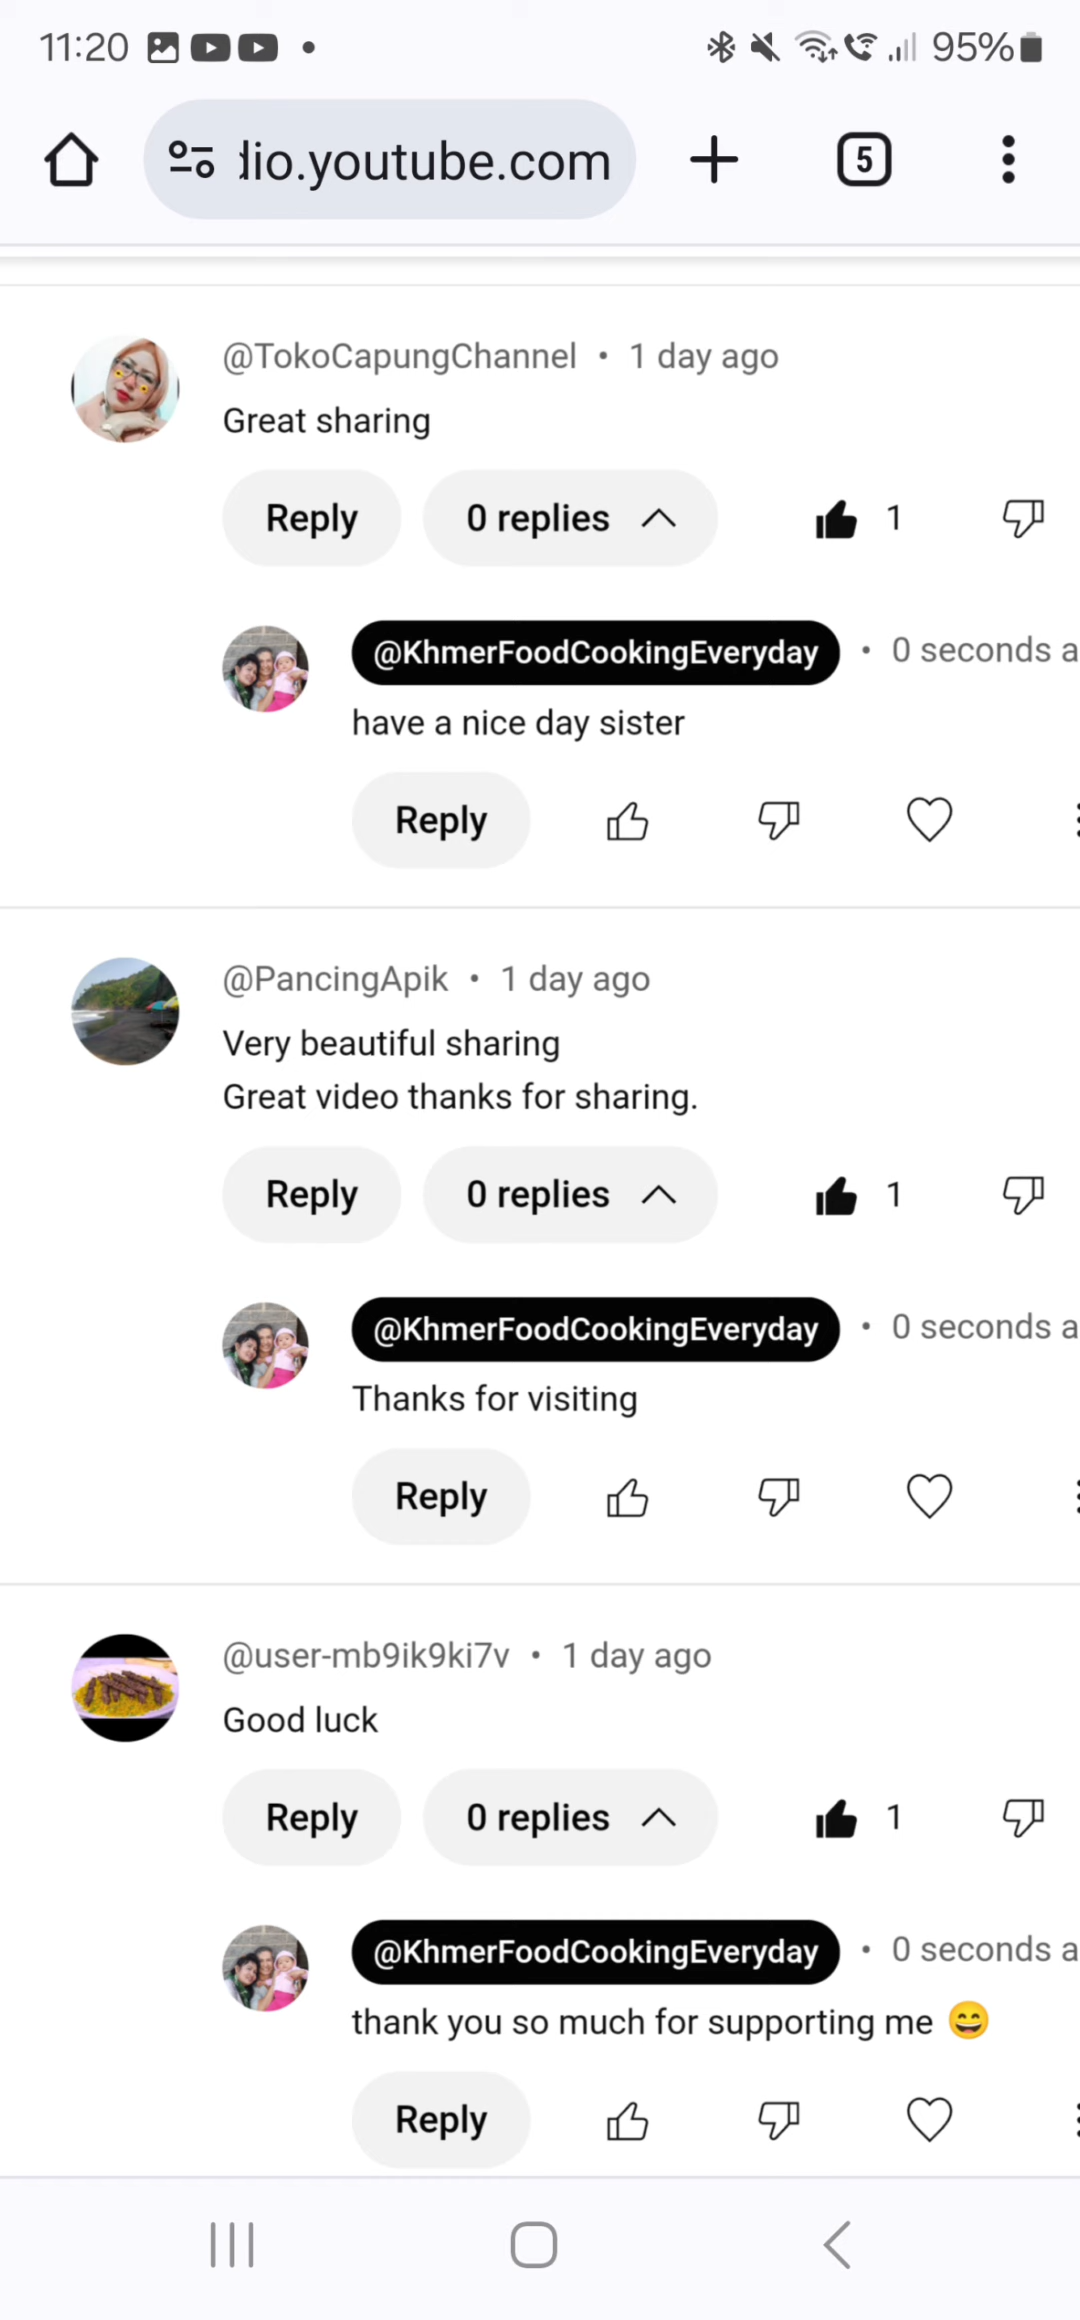 11:20
95%
dio.youtube.com
5
@TokoCapungChannel • 1 day ago
Great sharing
Reply
0 replies
1
@KhmerFoodCookingEveryday • 0 seconds a
have a nice day sister
Reply
@PancingApik • 1 day ago
Very beautiful sharing
Great video thanks for sharing.
Reply
0 replies
1
@KhmerFoodCookingEveryday • 0 seconds a
Thanks for visiting
Reply
@user-mb9ik9ki7v • 1 day ago
Good luck
Reply
0 replies
1
@KhmerFoodCookingEveryday • 0 seconds a
thank you so much for supporting me 😄
Reply